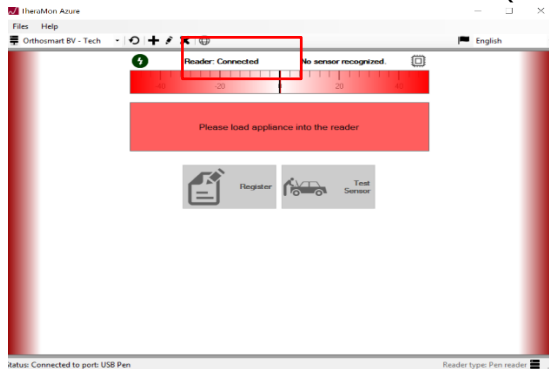 TheraMon Azure
Files Help
Orthosmart BV - Tech English
Reader: Connected No sensor recognized.
-20 0 20
Please load appliance into the reader
Register Test Sensor
Status: Connected to port: USB Pen Reader type: Pen reader